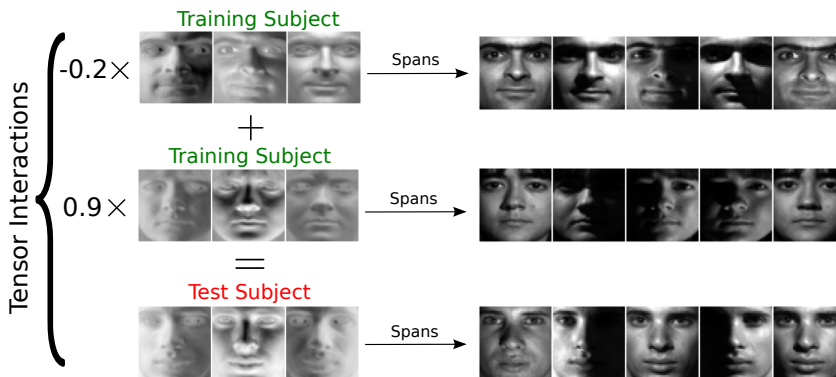 Tensor Interactions
Training Subject
-0.2×
Spans
+
Training Subject
0.9×
Spans
=
Test Subject
Spans